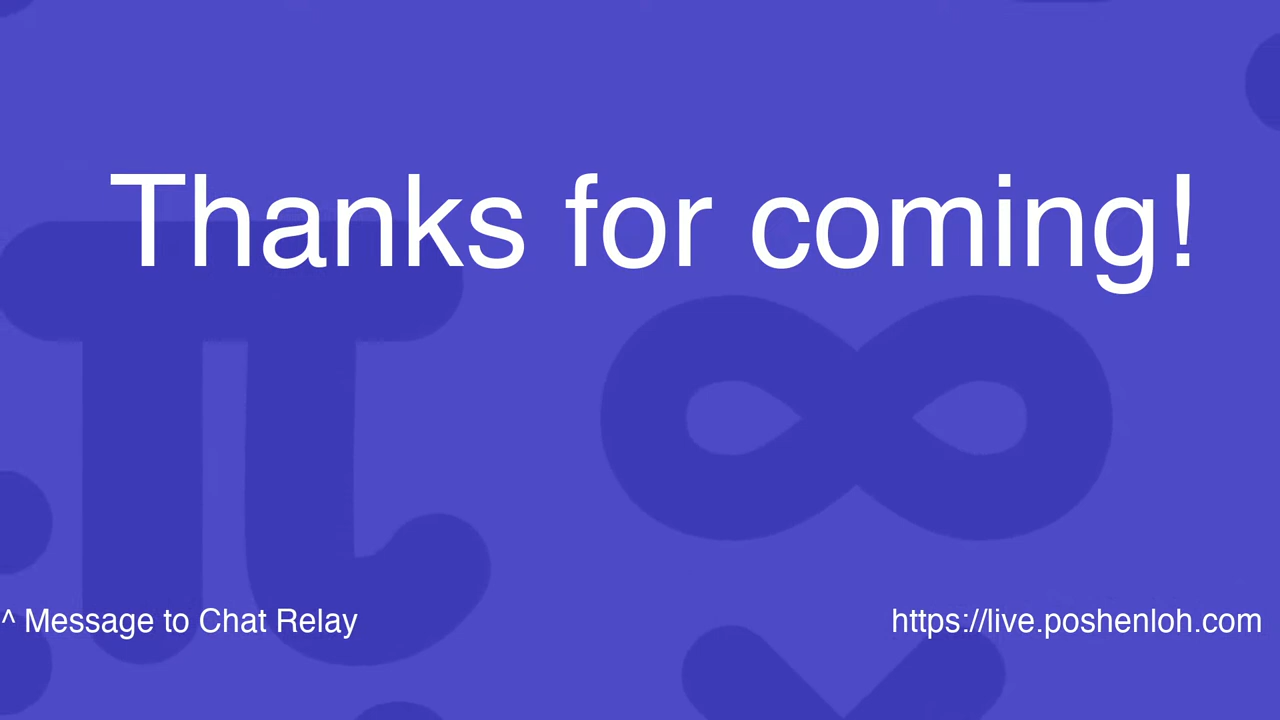 Thanks for coming!
^ Message to Chat Relay
https://live.poshenloh.com